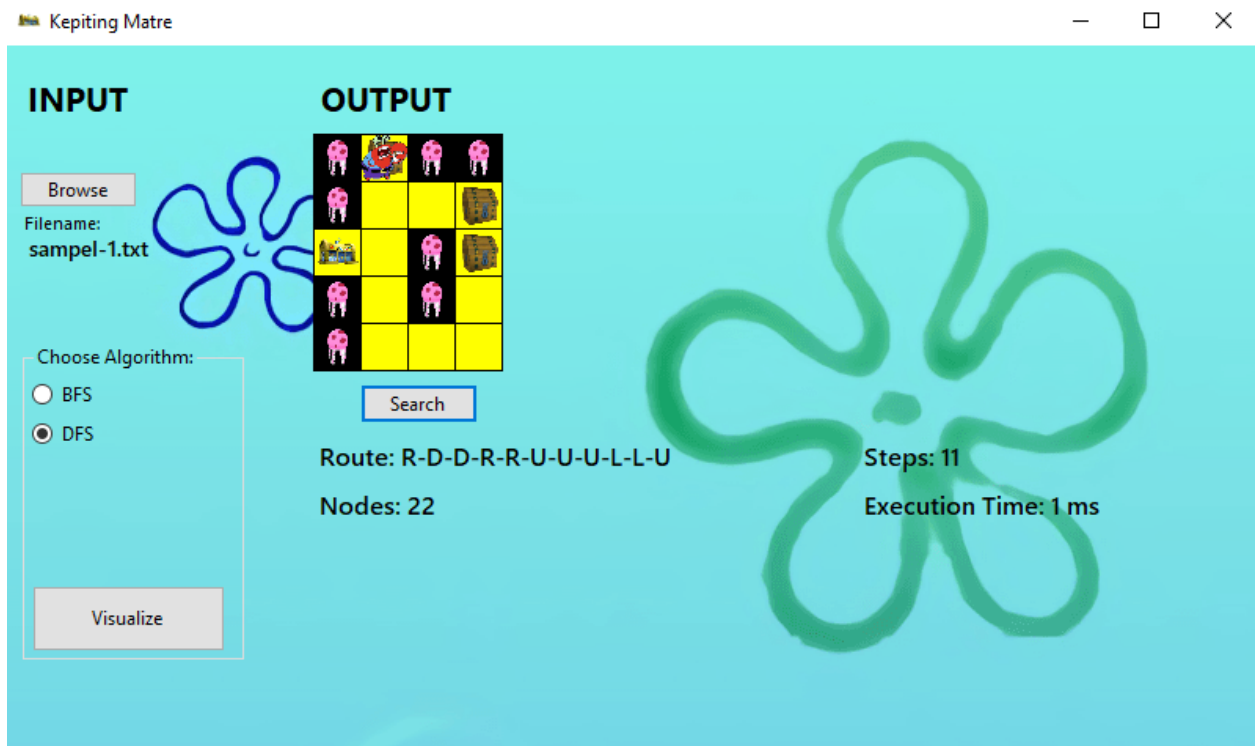 Kepiting Matre
INPUT
OUTPUT
Browse
Filename:
sampel-1.txt
Choose Algorithm:
BFS
DFS
Visualize
Search
Route: R-D-D-R-R-U-U-U-L-L-U
Steps: 11
Nodes: 22
Execution Time: 1 ms